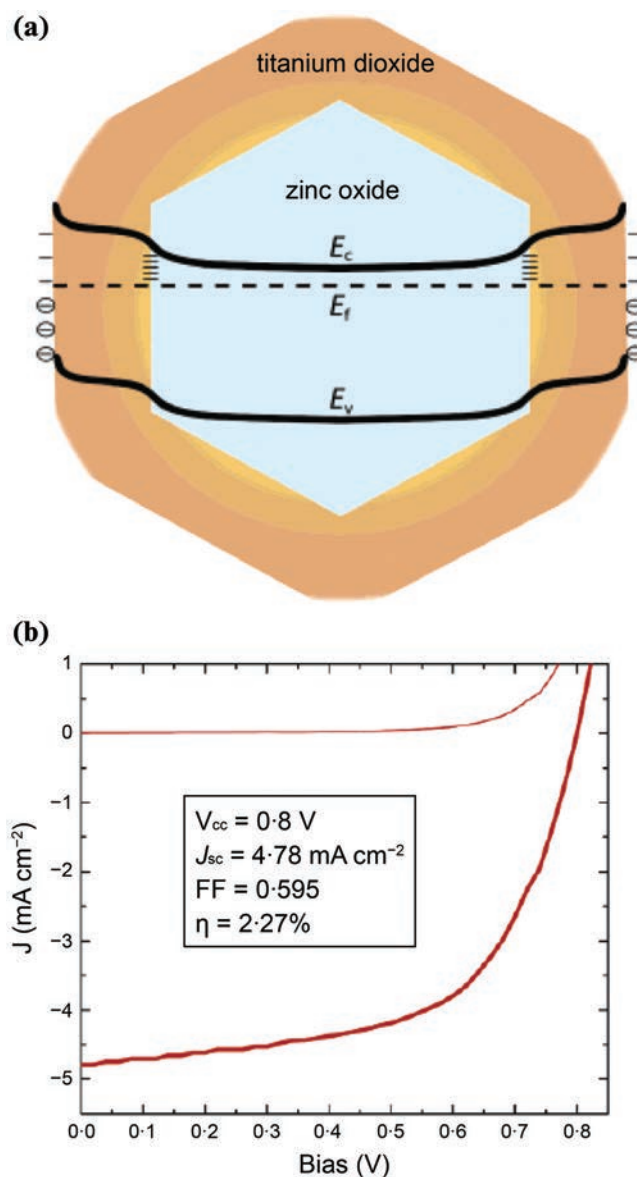 (a)
titanium dioxide
zinc oxide
Ec
Ef
Ev
(b)
1
0
−1
−2
−3
−4
−5
J (mA cm−2)
Vcc = 0·8 V
Jsc = 4·78 mA cm−2
FF = 0·595
η = 2·27%
0·0 0·1 0·2 0·3 0·4 0·5 0·6 0·7 0·8
Bias (V)